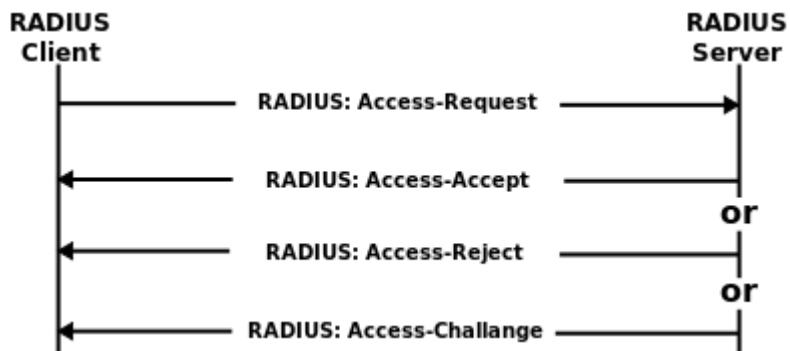 RADIUS
Client
RADIUS
Server
RADIUS: Access-Request
RADIUS: Access-Accept
or
RADIUS: Access-Reject
or
RADIUS: Access-Challange